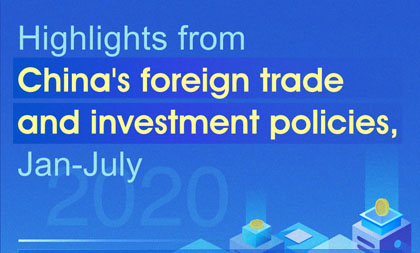 Highlights from
China's foreign trade
and investment policies,
Jan-July
2020